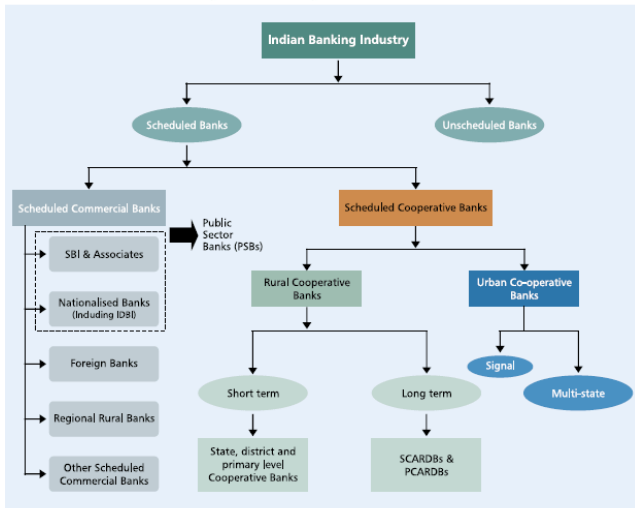 Indian Banking Industry
Scheduled Banks
Unscheduled Banks
Scheduled Commercial Banks
Scheduled Cooperative Banks
Public
Sector
Banks (PSBs)
SBI & Associates
Nationalised Banks
(Including IDBI)
Foreign Banks
Regional Rural Banks
Other Scheduled
Commercial Banks
Rural Cooperative
Banks
Urban Co-operative
Banks
Short term
Long term
Signal
Multi-state
State, district and
primary level
Cooperative Banks
SCARDBs &
PCARDBs